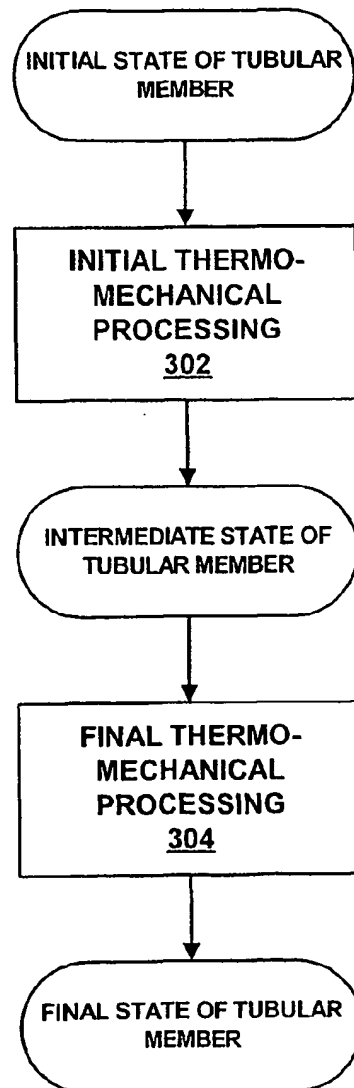 INITIAL STATE OF TUBULAR
MEMBER
INITIAL THERMO-
MECHANICAL
PROCESSING
302
INTERMEDIATE STATE OF
TUBULAR MEMBER
FINAL THERMO-
MECHANICAL
PROCESSING
304
FINAL STATE OF TUBULAR
MEMBER